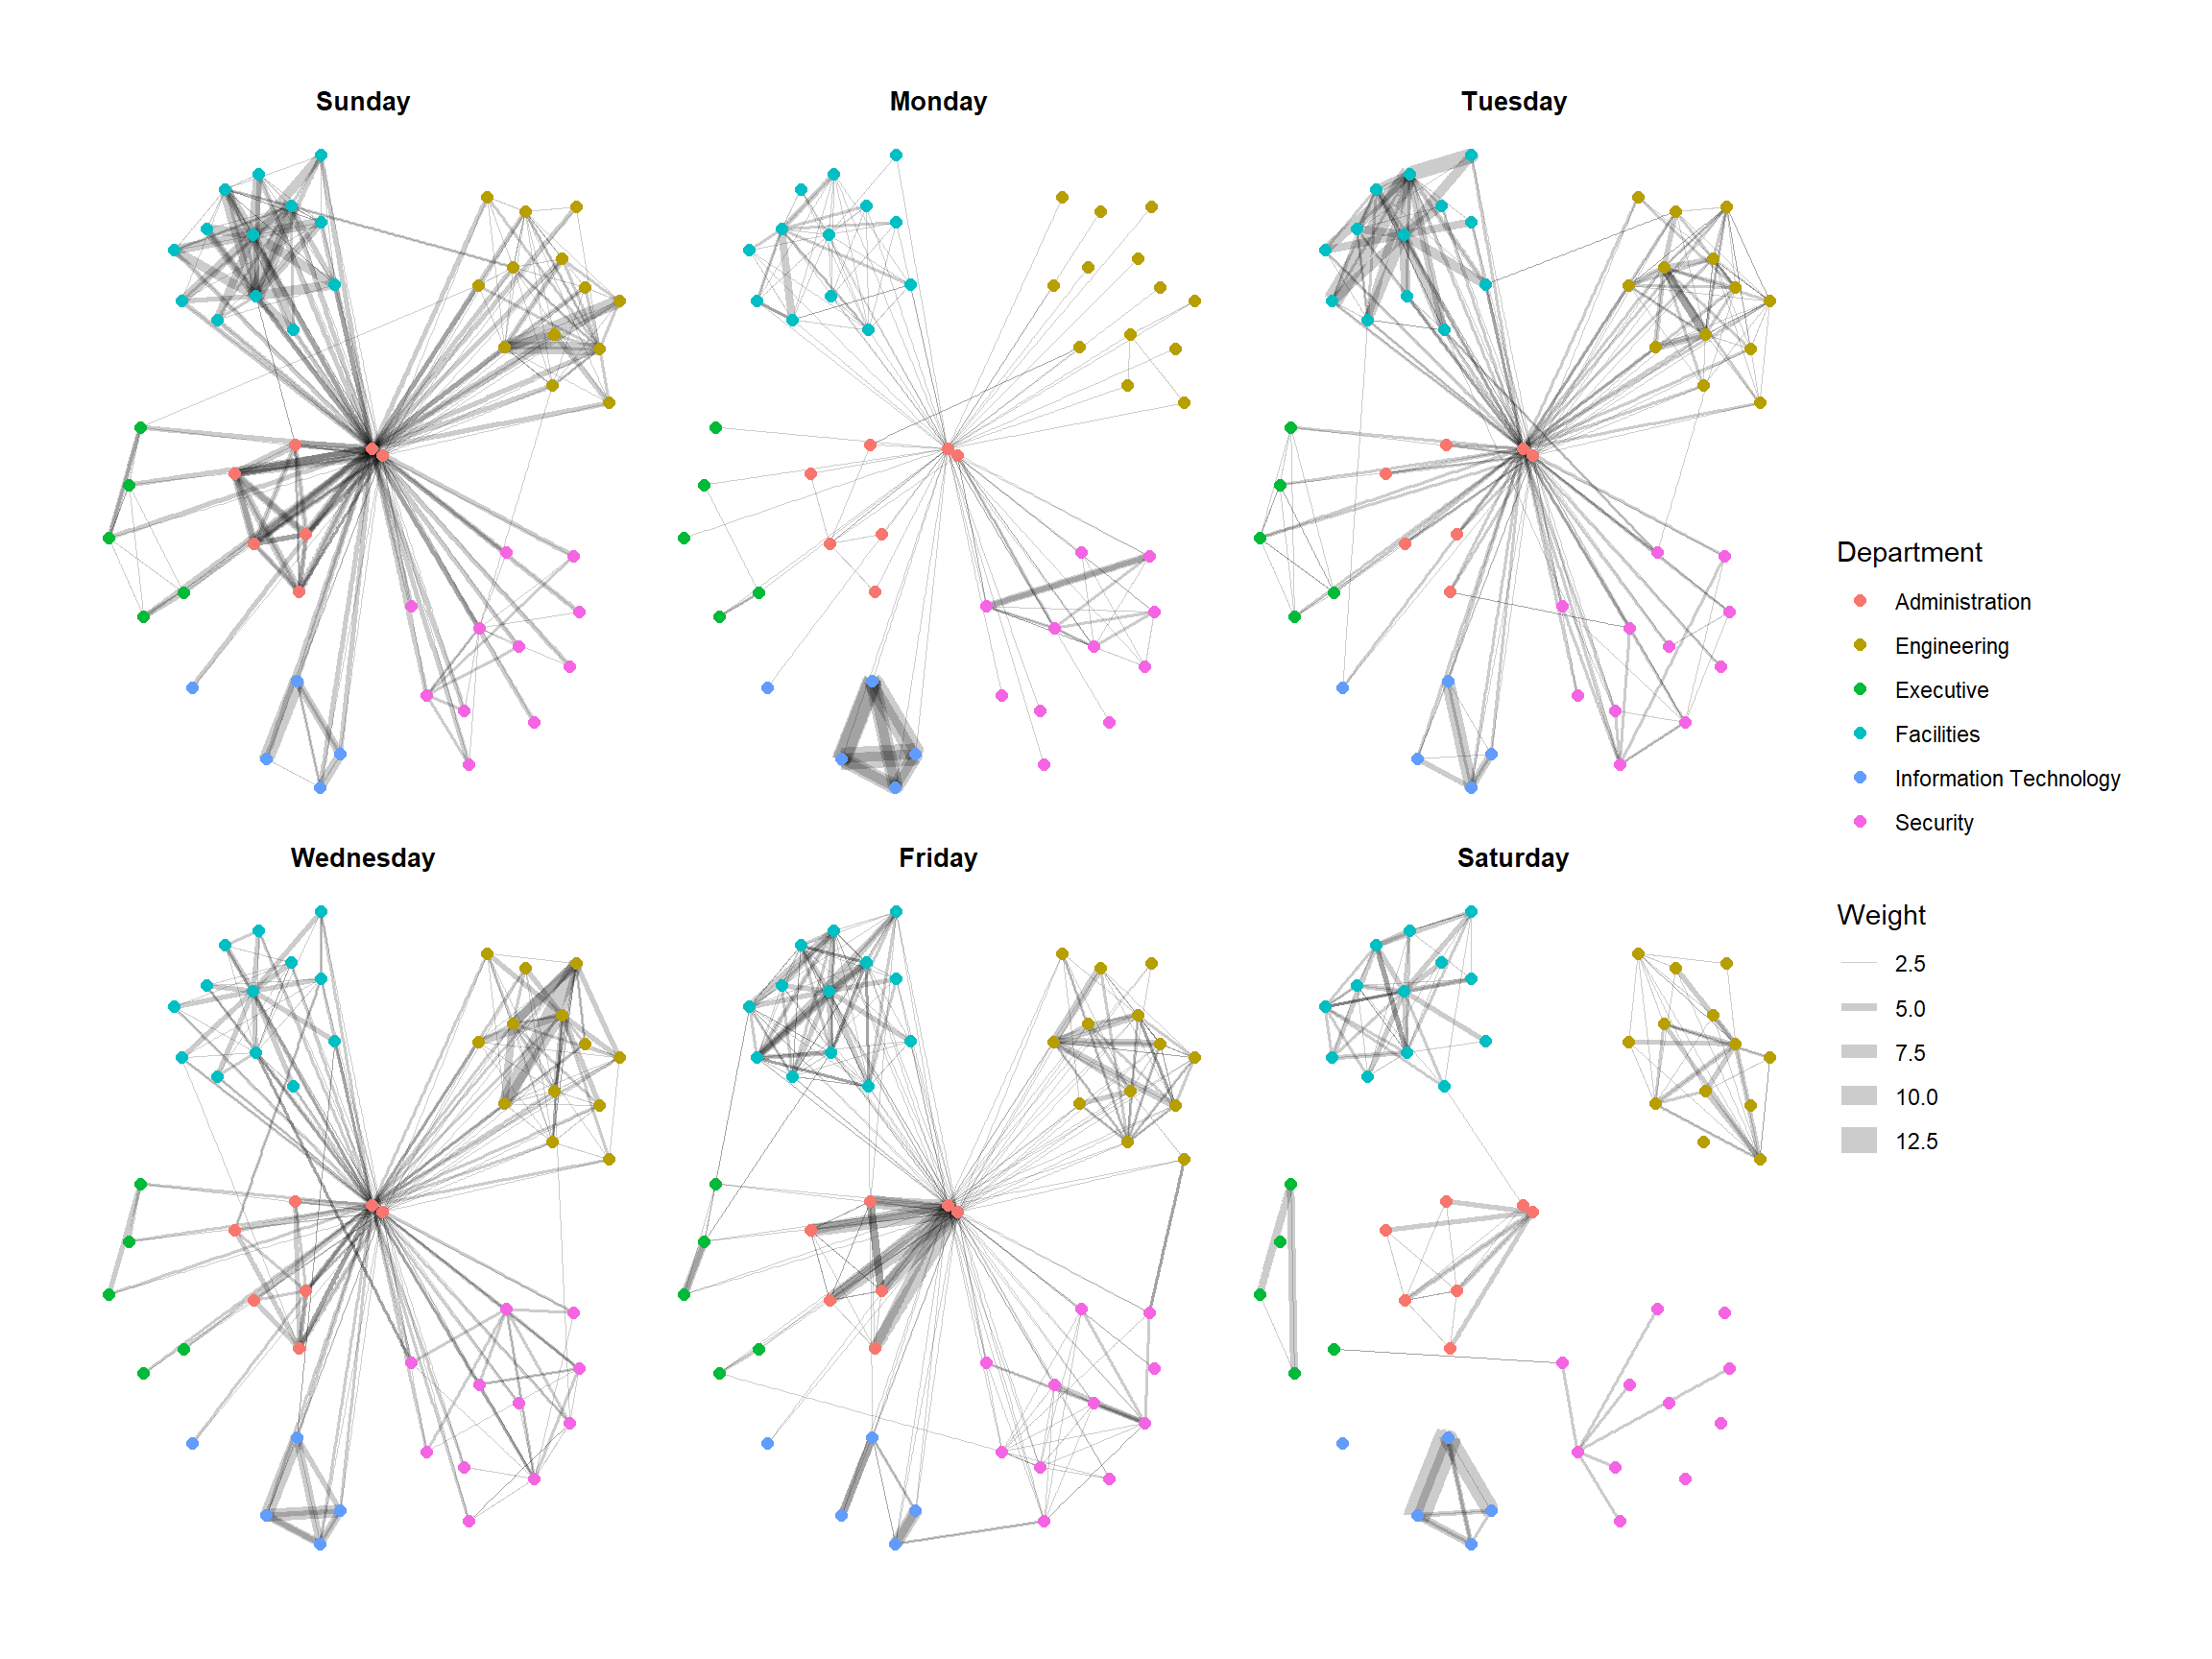 Sunday
Monday
Tuesday
Wednesday
Friday
Saturday
Department
Administration
Engineering
Executive
Facilities
Information Technology
Security
Weight
2.5
5.0
7.5
10.0
12.5